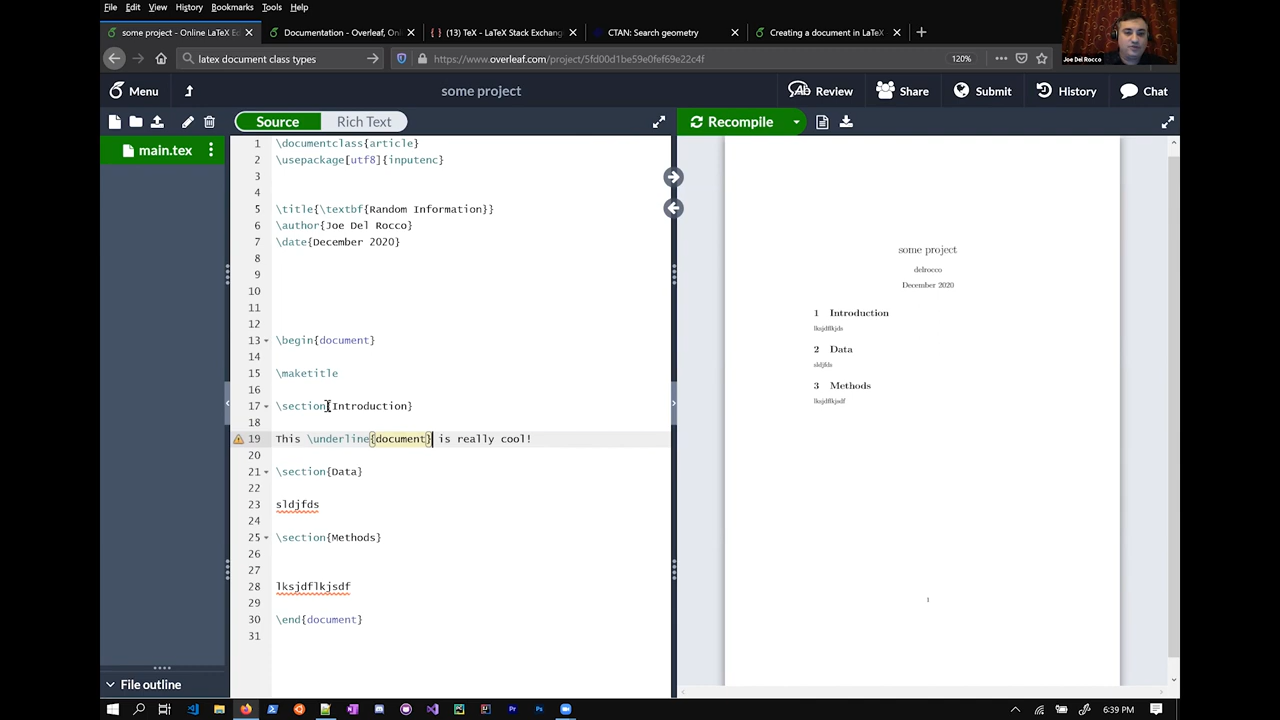 File Edit View History Bookmarks Tools Help
some project - Online LaTeX Ed
Documentation - Overleaf, Onl
{ } (13) TeX - LaTeX Stack Exchang
CTAN: Search geometry
Creating a document in LaTeX
Joe Del Rocco
latex document class types
https://www.overleaf.com/project/5fd00d1be59e0fef69e22c4f
120%
Menu
some project
Review
Share
Submit
History
Chat
Source
Rich Text
Recompile
main.tex
1 \documentclass{article}
2 \usepackage[utf8]{inputenc}
3
4
5 \title{\textbf{Random Information}}
6 \author{Joe Del Rocco}
7 \date{December 2020}
8
9
10
11
12
13 \begin{document}
14
15 \maketitle
16
17 \section{Introduction}
18
19 This \underline{document} is really cool!
20
21 \section{Data}
22
23 sldjfds
24
25 \section{Methods}
26
27
28 lksjdflkjsdf
29
30 \end{document}
31
some project
delrocco
December 2020
1 Introduction
lksjdflkjds
2 Data
sldjfds
3 Methods
lksjdflkjsdf
1
File outline
6:39 PM